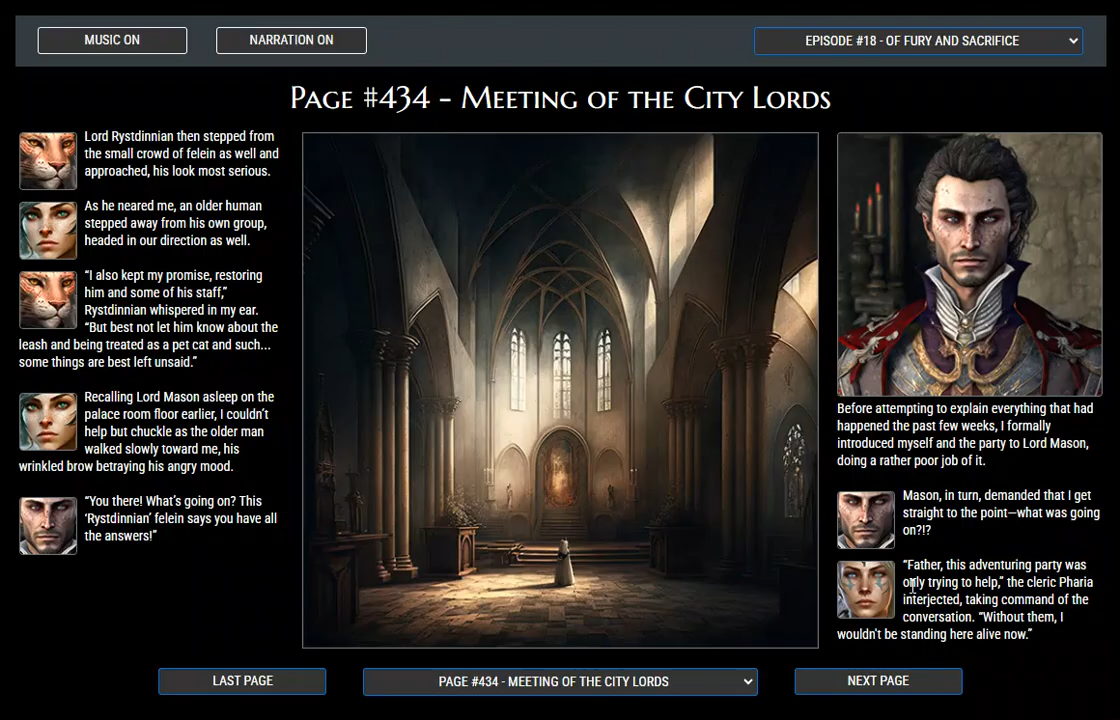 MUSIC ON
NARRATION ON
EPISODE #18 - OF FURY AND SACRIFICE
Page #434 - Meeting of the City Lords
Lord Rystdinnian then stepped from
the small crowd of felein as well and
approached, his look most serious.
As he neared me, an older human
stepped away from his own group,
headed in our direction as well.
“I also kept my promise, restoring
him and some of his staff,”
Rystdinnian whispered in my ear.
“But best not let him know about the
leash and being treated as a pet cat and such...
some things are best left unsaid.”
Recalling Lord Mason asleep on the
palace room floor earlier, I couldn’t
help but chuckle as the older man
walked slowly toward me, his
wrinkled brow betraying his angry mood.
“You there! What’s going on? This
‘Rystdinnian’ felein says you have all
the answers!”
Before attempting to explain everything that had
happened the past few weeks, I formally
introduced myself and the party to Lord Mason,
doing a rather poor job of it.
Mason, in turn, demanded that I get
straight to the point—what was going
on?!?
“Father, this adventuring party was
only trying to help,” the cleric Pharia
interjected, taking command of the
conversation. “Without them, I
wouldn't be standing here alive now.”
LAST PAGE
PAGE #434 - MEETING OF THE CITY LORDS
NEXT PAGE